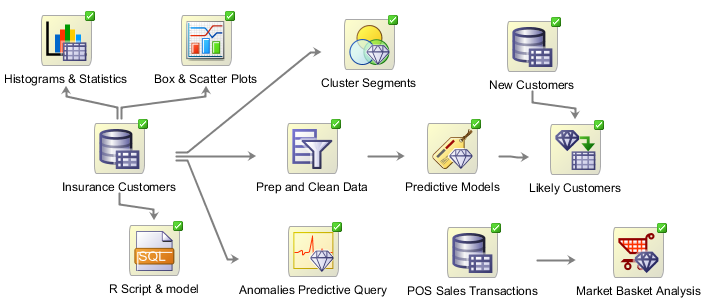 Histograms & Statistics
Box & Scatter Plots
Cluster Segments
New Customers
Insurance Customers
Prep and Clean Data
Predictive Models
Likely Customers
SQL
R Script & model
Anomalies Predictive Query
POS Sales Transactions
Market Basket Analysis